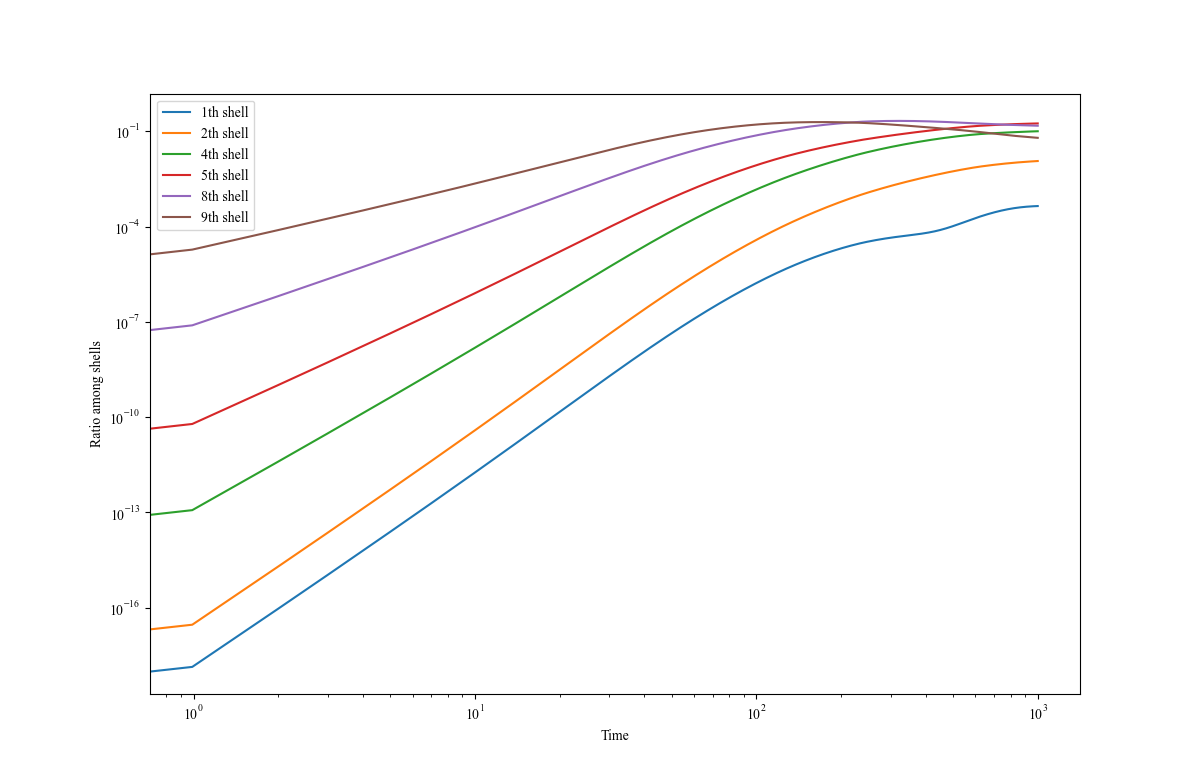 1th shell
2th shell
4th shell
5th shell
8th shell
9th shell
Ratio among shells
10^-1
10^-4
10^-7
10^-10
10^-13
10^-16
10^0 10^1 10^2 10^3
Time